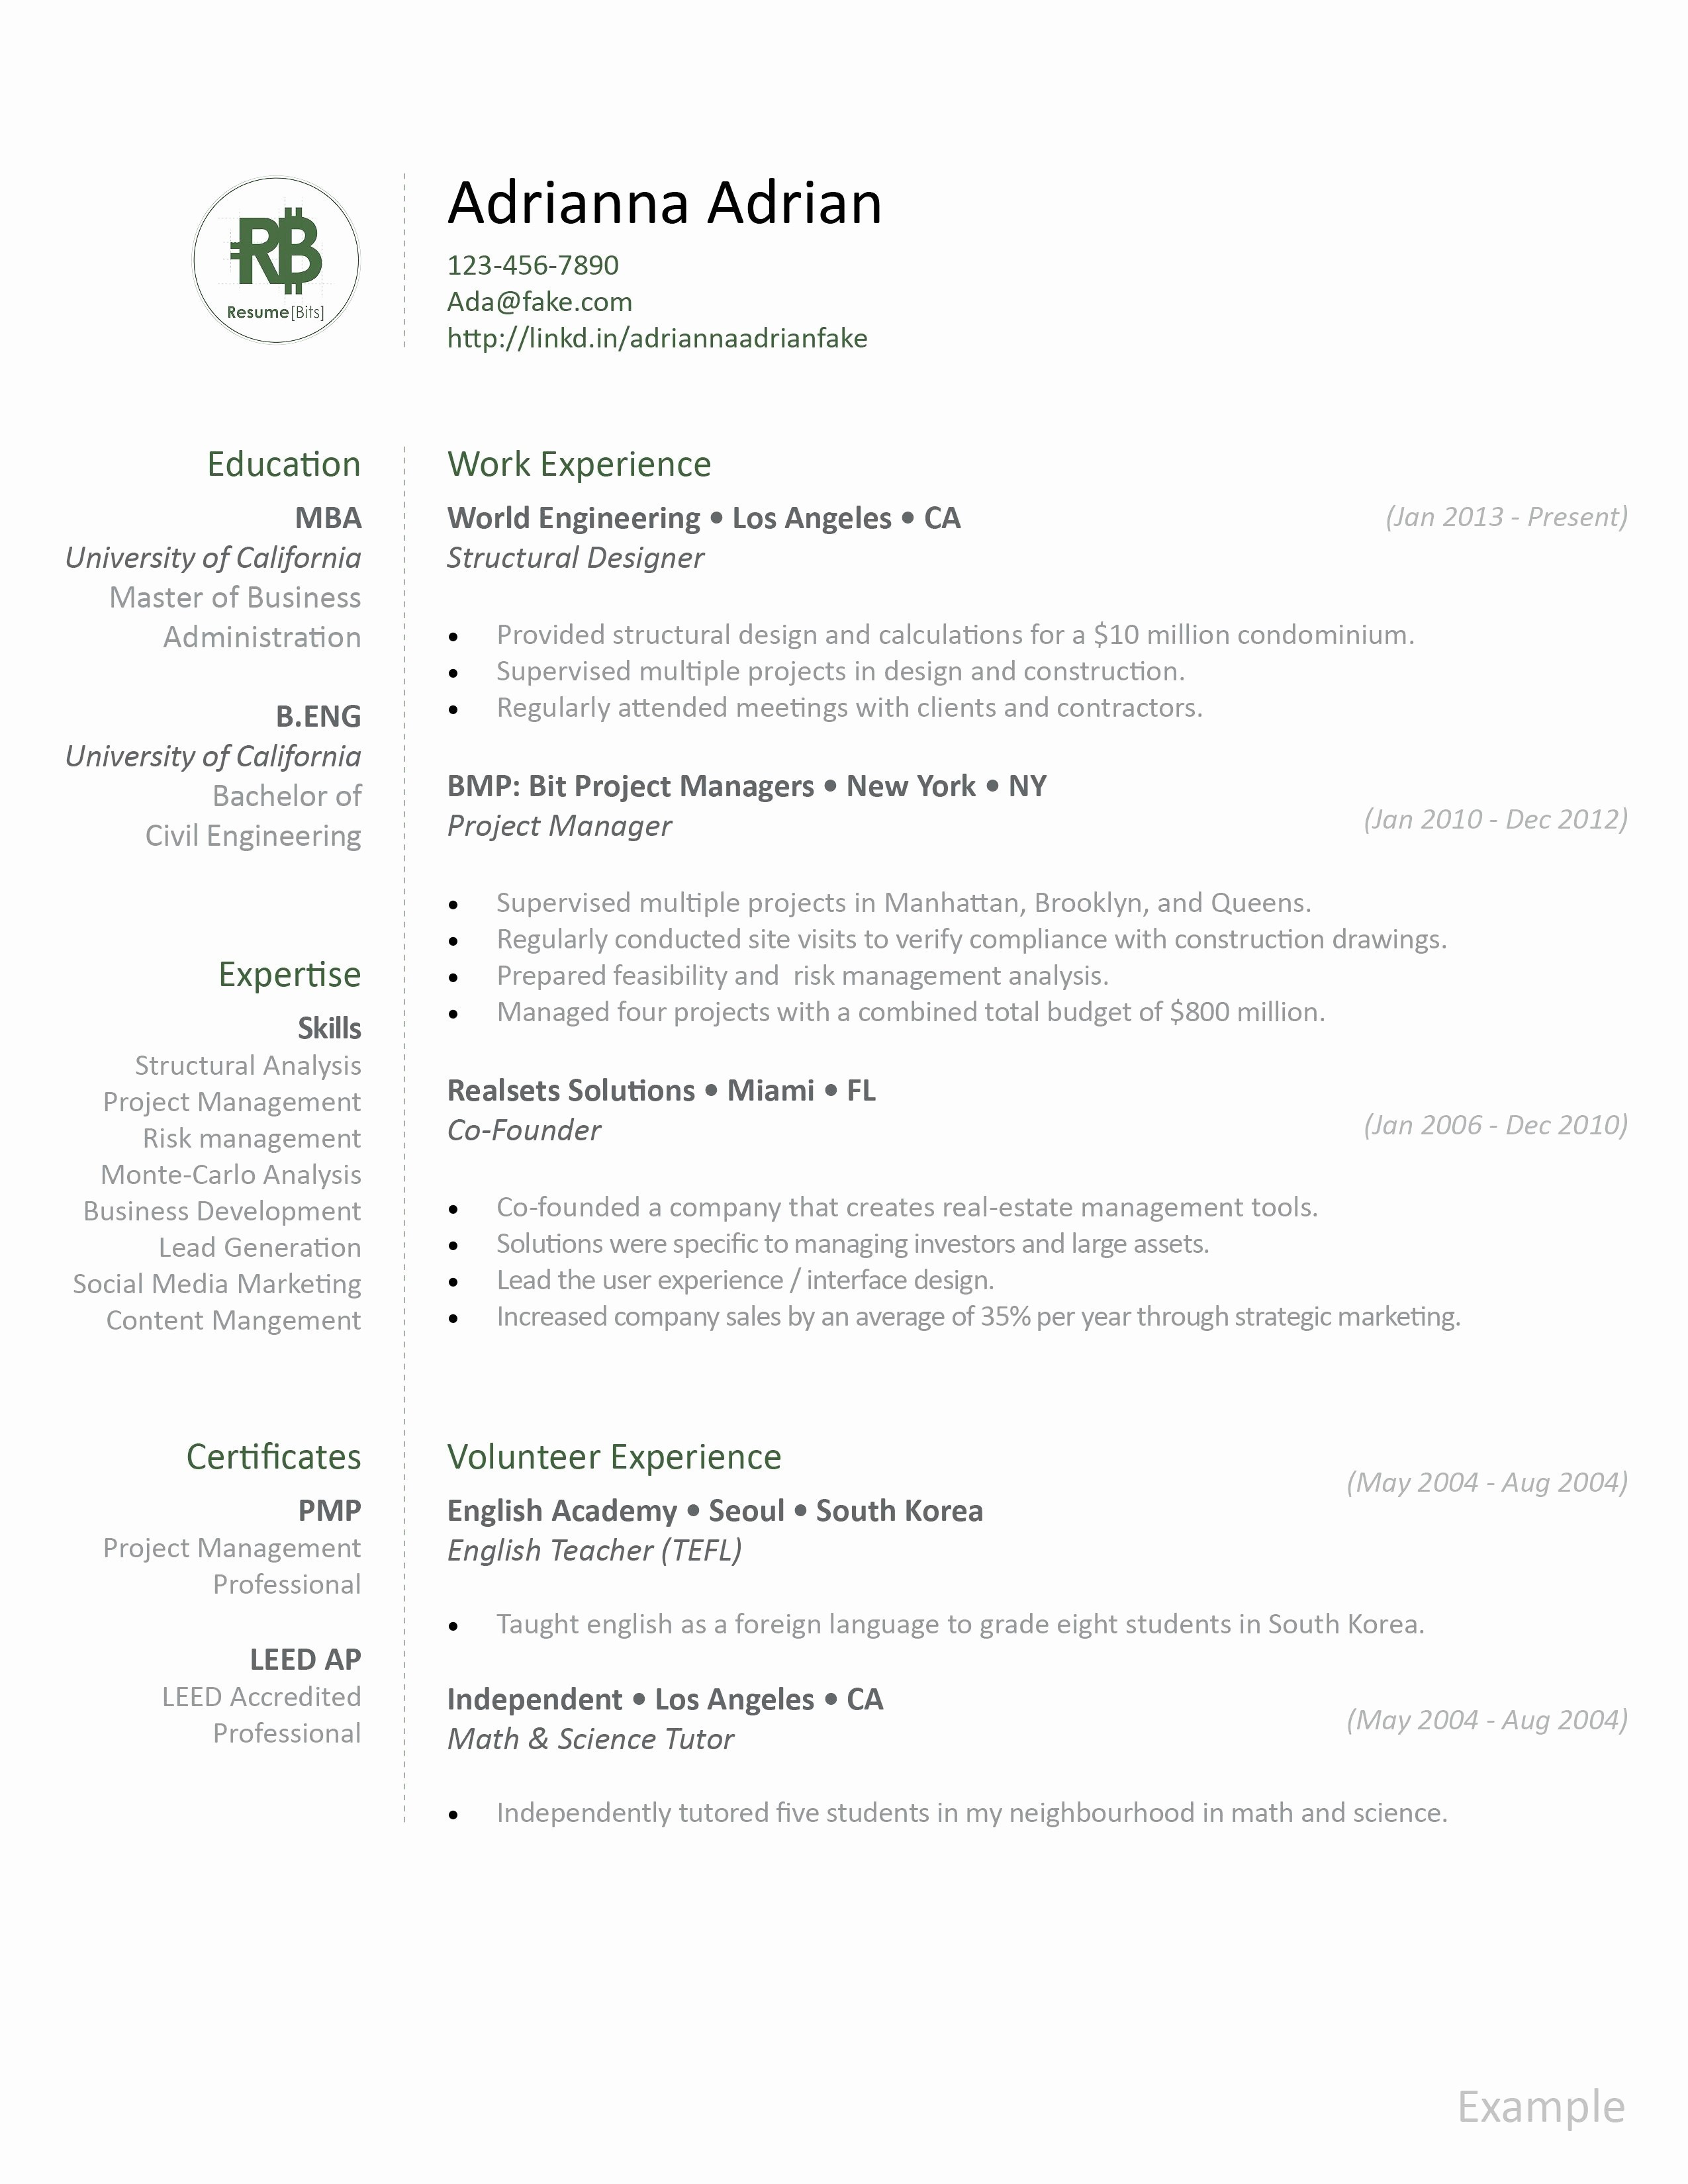 RB
Resume[Bits]
Adrianna Adrian
123-456-7890
Ada@fake.com
http://linkd.in/adriannaadrianfake
Education
MBA
University of California
Master of Business
Administration
B.ENG
University of California
Bachelor of
Civil Engineering
Expertise
Skills
Structural Analysis
Project Management
Risk management
Monte-Carlo Analysis
Business Development
Lead Generation
Social Media Marketing
Content Mangement
Certificates
PMP
Project Management
Professional
LEED AP
LEED Accredited
Professional
Work Experience
World Engineering • Los Angeles • CA (Jan 2013 - Present)
Structural Designer
• Provided structural design and calculations for a $10 million condominium.
• Supervised multiple projects in design and construction.
• Regularly attended meetings with clients and contractors.
BMP: Bit Project Managers • New York • NY
Project Manager (Jan 2010 - Dec 2012)
• Supervised multiple projects in Manhattan, Brooklyn, and Queens.
• Regularly conducted site visits to verify compliance with construction drawings.
• Prepared feasibility and  risk management analysis.
• Managed four projects with a combined total budget of $800 million.
Realsets Solutions • Miami • FL
Co-Founder (Jan 2006 - Dec 2010)
• Co-founded a company that creates real-estate management tools.
• Solutions were specific to managing investors and large assets.
• Lead the user experience / interface design.
• Increased company sales by an average of 35% per year through strategic marketing.
Volunteer Experience
(May 2004 - Aug 2004)
English Academy • Seoul • South Korea
English Teacher (TEFL)
• Taught english as a foreign language to grade eight students in South Korea.
Independent • Los Angeles • CA
(May 2004 - Aug 2004)
Math & Science Tutor
• Independently tutored five students in my neighbourhood in math and science.
Example